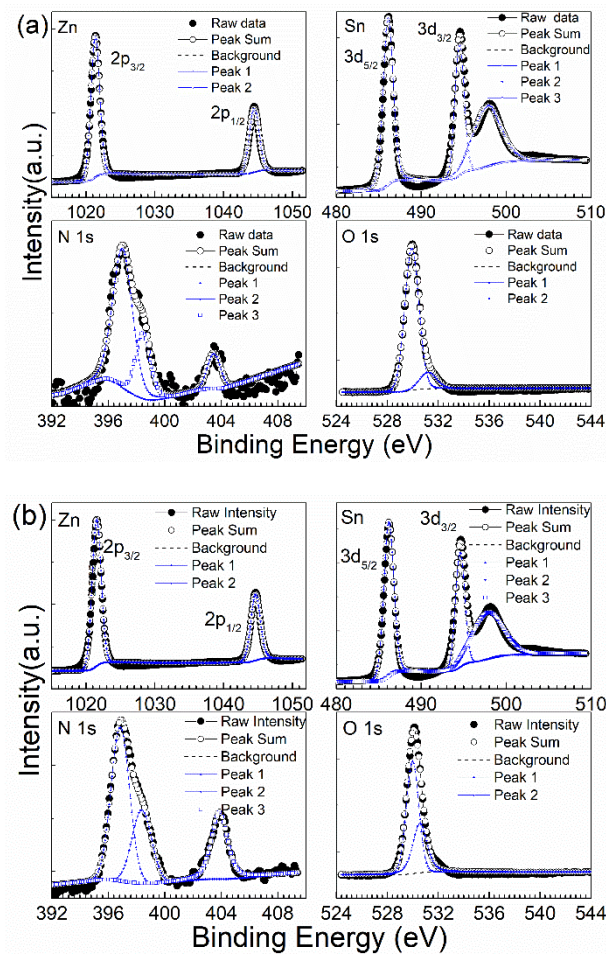 (a)
Zn
2p3/2
2p1/2
Raw data
Peak Sum
Background
Peak 1
Peak 2
1020 1030 1040 1050
Sn
3d5/2
3d3/2
Raw data
Peak Sum
Background
Peak 1
Peak 2
Peak 3
480 490 500 510
N 1s
Raw data
Peak Sum
Background
Peak 1
Peak 2
Peak 3
392 396 400 404 408
O 1s
Raw data
Peak Sum
Background
Peak 1
Peak 2
524 528 532 536 540 544
Intensity(a.u.)
Binding Energy (eV)
(b)
Zn
2p3/2
2p1/2
Raw Intensity
Peak Sum
Background
Peak 1
Peak 2
1020 1030 1040 1050
Sn
3d5/2
3d3/2
Raw Intensity
Peak Sum
Background
Peak 1
Peak 2
Peak 3
480 490 500 510
N 1s
Raw Intensity
Peak Sum
Background
Peak 1
Peak 2
Peak 3
392 396 400 404 408
O 1s
Raw Intensity
Peak Sum
Background
Peak 1
Peak 2
524 528 532 536 540 544
Intensity(a.u.)
Binding Energy (eV)